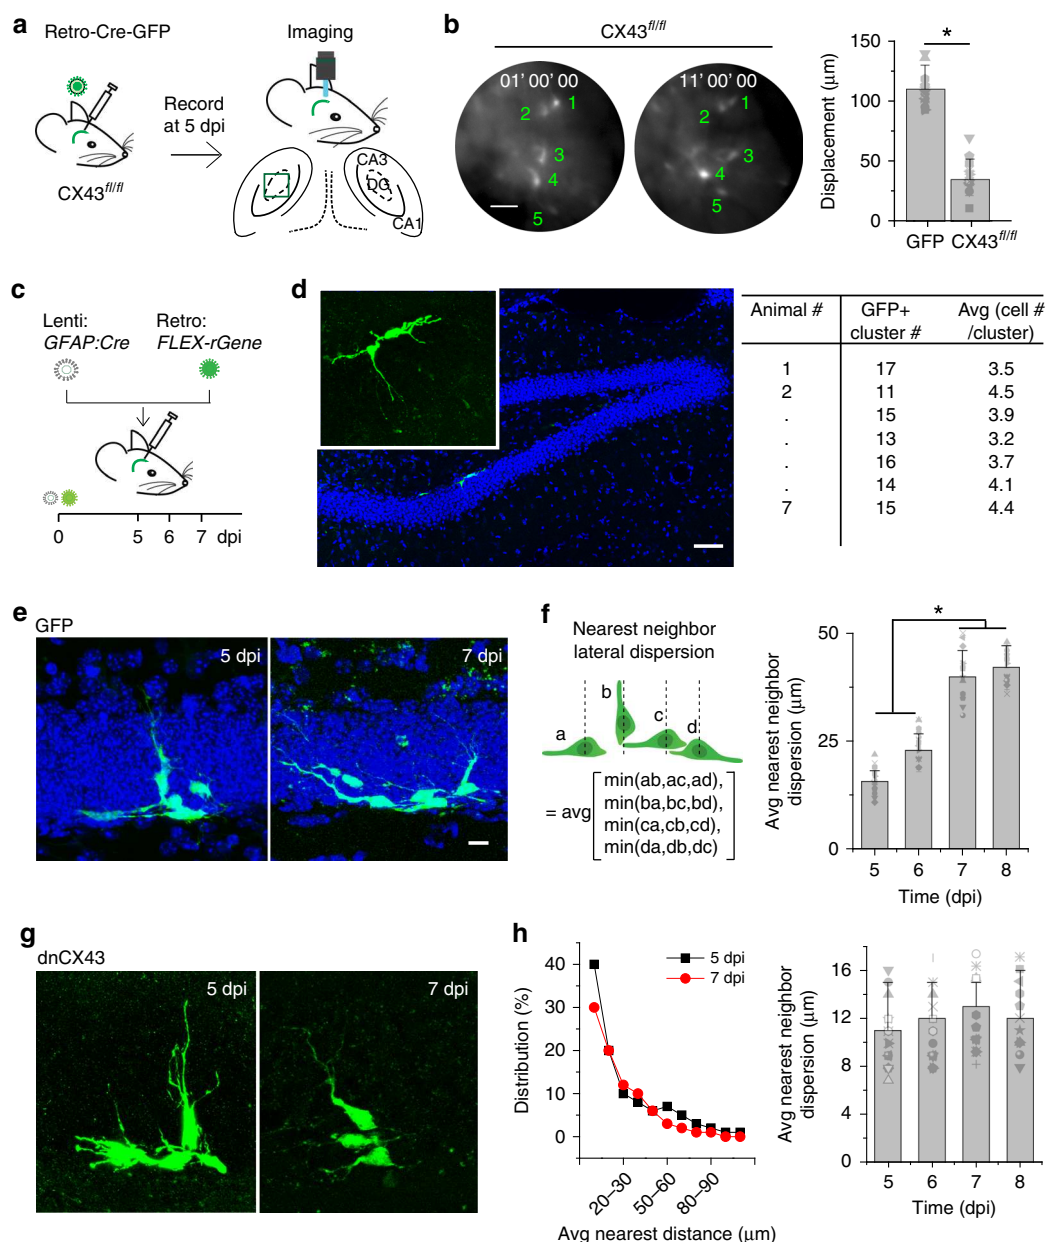 a
Retro-Cre-GFP
Imaging
Record
at 5 dpi
CX43fl/fl
CA3
DG
CA1
b
CX43fl/fl
01' 00' 00
1
2
3
4
5
11' 00' 00
1
2
3
4
5
Displacement (µm)
150
100
50
0
*
GFP CX43fl/fl
c
Lenti:
GFAP:Cre
Retro:
FLEX-rGene
0 5 6 7 dpi
d
Animal # GFP+ cluster # Avg (cell # /cluster)
1 17 3.5
2 11 4.5
. 15 3.9
. 13 3.2
. 16 3.7
. 14 4.1
7 15 4.4
e
GFP
5 dpi
7 dpi
f
Nearest neighbor
lateral dispersion
a
b
c
d
= avg
min(ab,ac,ad),
min(ba,bc,bd),
min(ca,cb,cd),
min(da,db,dc)
Avg nearest neighbor
dispersion (µm)
50
25
0
*
5 6 7 8
Time (dpi)
g
dnCX43
5 dpi
7 dpi
h
Distribution (%)
40
30
20
10
0
5 dpi
7 dpi
20–30
50–60
80–90
Avg nearest distance (µm)
Avg nearest neighbor
dispersion (µm)
16
12
8
4
0
5 6 7 8
Time (dpi)